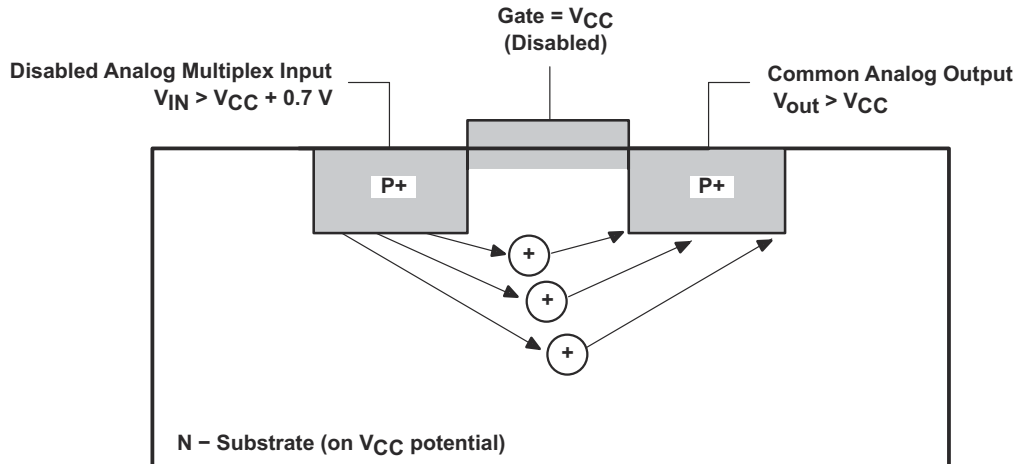 Gate = VCC
(Disabled)
Disabled Analog Multiplex Input
VIN > VCC + 0.7 V
Common Analog Output
Vout > VCC
P+
P+
+
+
+
N − Substrate (on VCC potential)